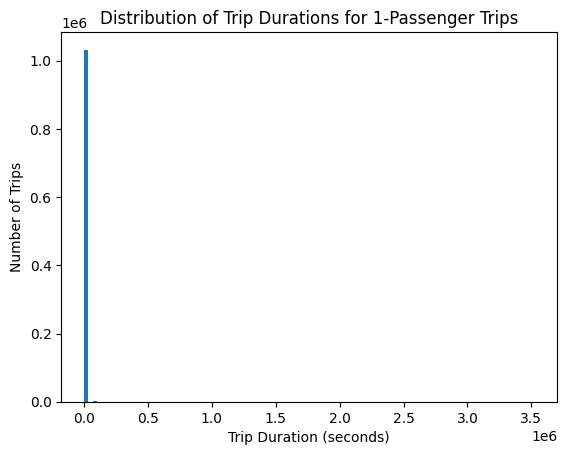 Distribution of Trip Durations for 1-Passenger Trips
1e6
1.0
0.8
0.6
0.4
0.2
0.0
Number of Trips
0.0 0.5 1.0 1.5 2.0 2.5 3.0 3.5
Trip Duration (seconds)
1e6